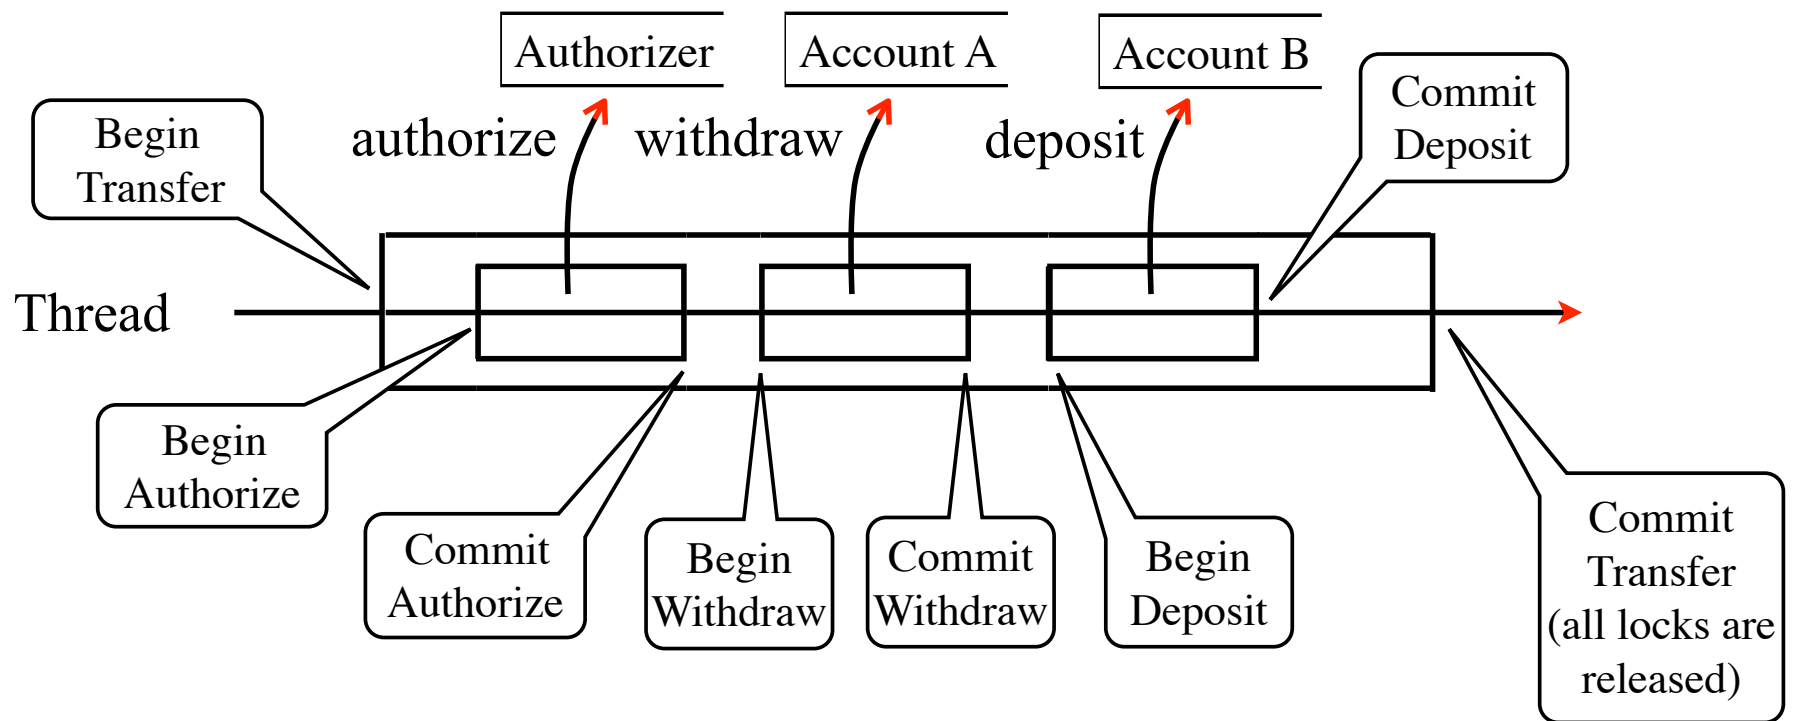 Authorizer
Account A
Account B
Commit
Deposit
Begin
Transfer
authorize
withdraw
deposit
Thread
Begin
Authorize
Commit
Authorize
Begin
Withdraw
Commit
Withdraw
Begin
Deposit
Commit
Transfer
(all locks are
released)